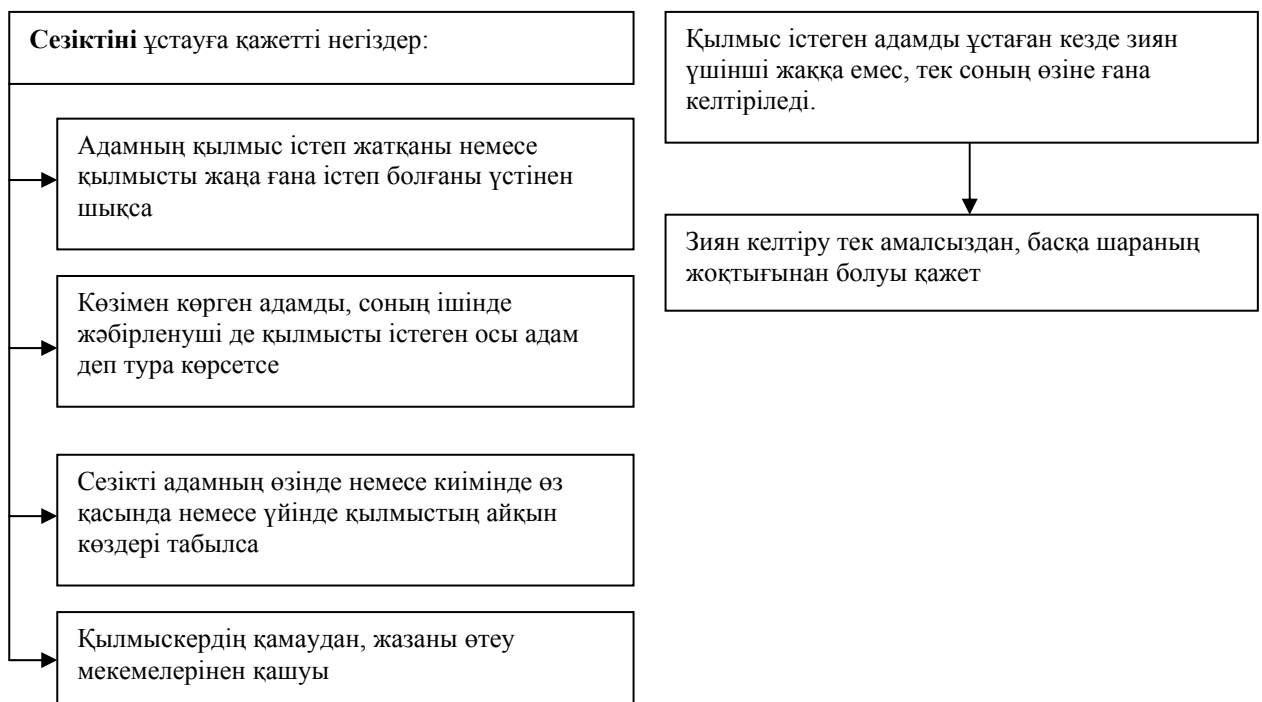 Сезіктіні ұстауға қажетті негіздер:
Адамның қылмыс істеп жатқаны немесе
қылмысты жаңа ғана істеп болғаны үстінен
шықса
Көзімен көрген адамды, соның ішінде
жәбірленуші де қылмысты істеген осы адам
деп тура көрсетсе
Сезікті адамның өзінде немесе киімінде өз
қасында немесе үйінде қылмыстың айқын
көздері табылса
Қылмыскердің қамаудан, жазаны өтеу
мекемелерінен қашуы
Қылмыс істеген адамды ұстаған кезде зиян
үшінші жаққа емес, тек соның өзіне ғана
келтіріледі.
Зиян келтіру тек амалсыздан, басқа шараның
жоқтығынан болуы қажет